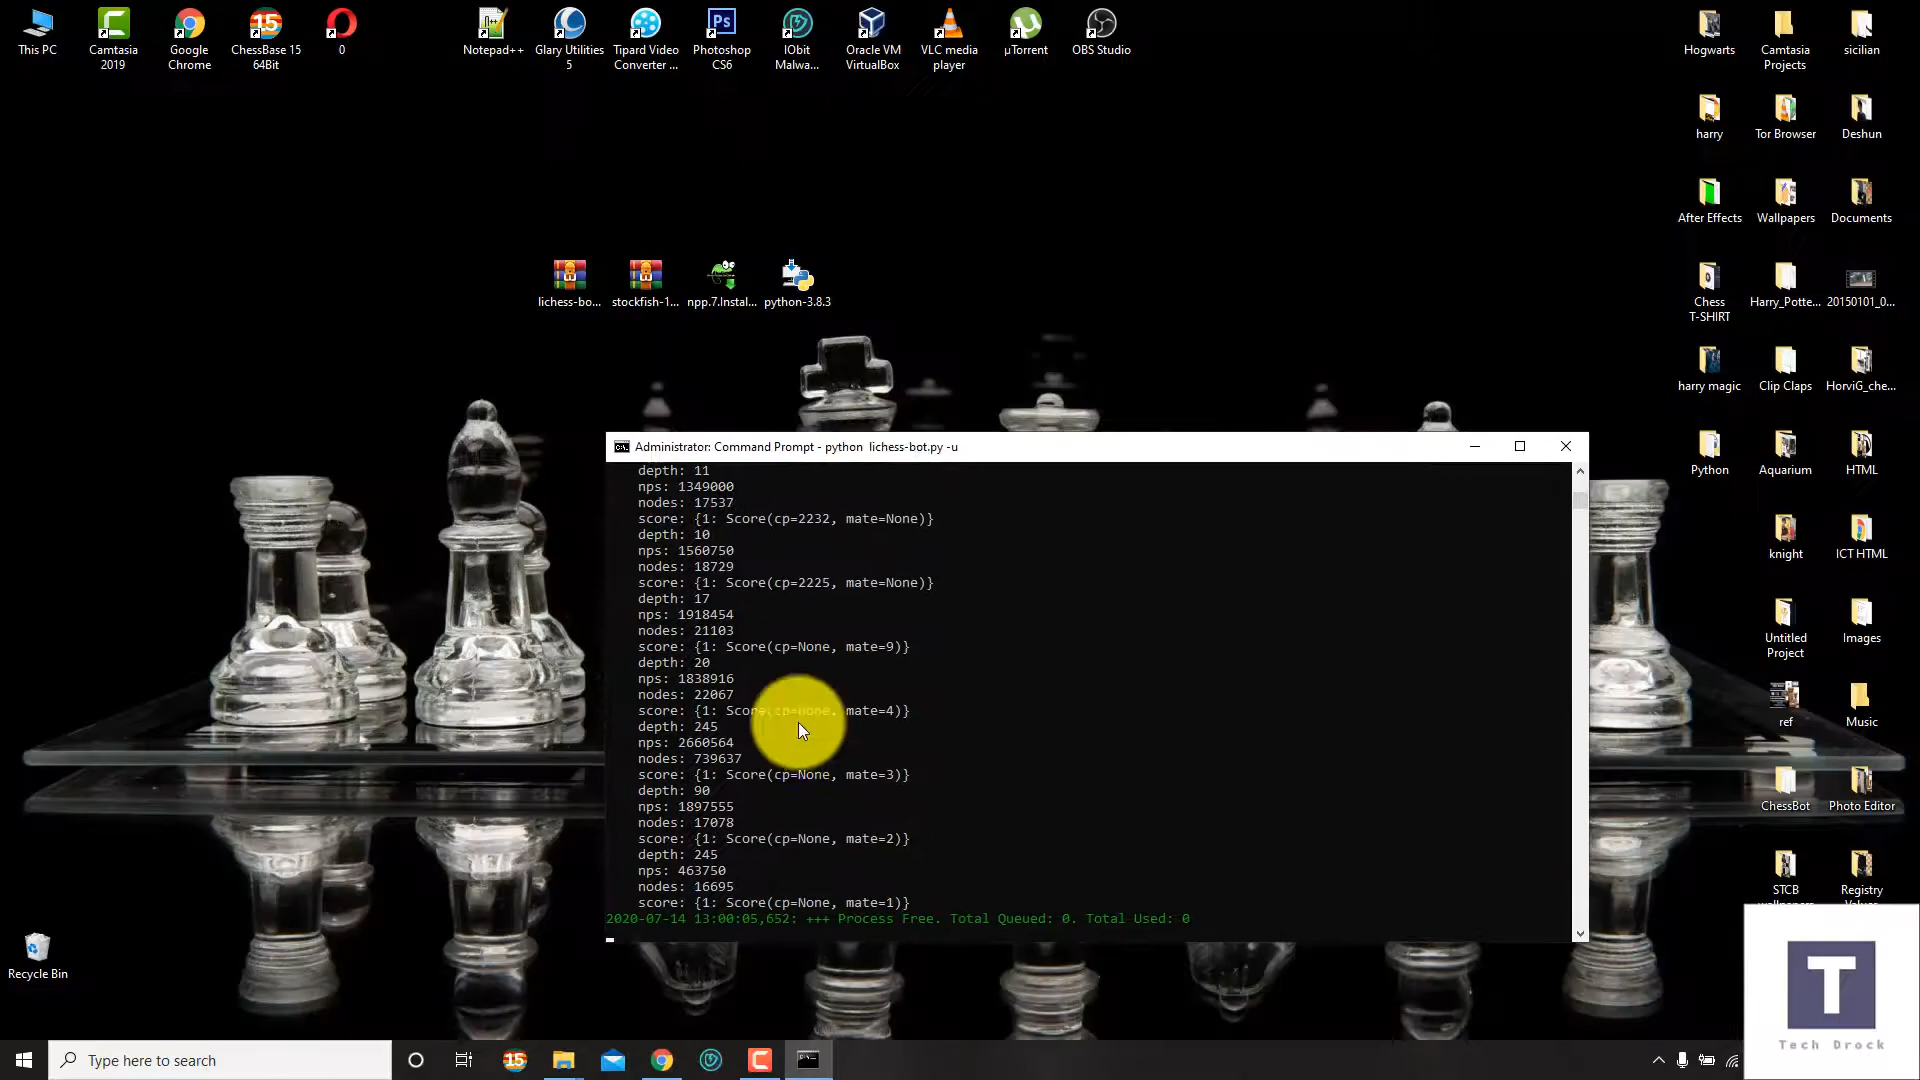 This PC
Camtasia
2019
Google
Chrome
ChessBase 15
64Bit
0
Notepad++
Glary Utilities
5
Tipard Video
Converter ...
Photoshop
CS6
IObit
Malwa...
Oracle VM
VirtualBox
VLC media
player
µTorrent
OBS Studio
Hogwarts
Camtasia
Projects
sicilian
harry
Tor Browser
Deshun
After Effects
Wallpapers
Documents
lichess-bo...
stockfish-1...
npp.7.Instal...
python-3.8.3
Chess
T-SHIRT
Harry_Potte...
20150101_0...
harry magic
Clip Claps
HorviG_che...
Python
Aquarium
HTML
knight
ICT HTML
Untitled
Project
Images
ref
Music
ChessBot
Photo Editor
STCB
wallpapers
Registry
Values
Administrator: Command Prompt - python  lichess-bot.py -u
depth: 11
nps: 1349000
nodes: 17537
score: {1: Score(cp=2232, mate=None)}
depth: 10
nps: 1560750
nodes: 18729
score: {1: Score(cp=2225, mate=None)}
depth: 17
nps: 1918454
nodes: 21103
score: {1: Score(cp=None, mate=9)}
depth: 20
nps: 1838916
nodes: 22067
score: {1: Score(cp=None, mate=4)}
depth: 245
nps: 2660564
nodes: 739637
score: {1: Score(cp=None, mate=3)}
depth: 90
nps: 1897555
nodes: 17078
score: {1: Score(cp=None, mate=2)}
depth: 245
nps: 463750
nodes: 16695
score: {1: Score(cp=None, mate=1)}
2020-07-14 13:00:05,652: +++ Process Free. Total Queued: 0. Total Used: 0
Recycle Bin
T
Tech Drock
Type here to search
15